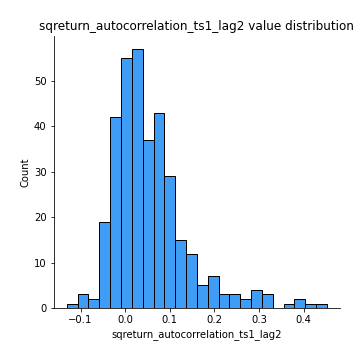 sqreturn_autocorrelation_ts1_lag2 value distribution
50
40
30
20
10
0
Count
−0.1 0.0 0.1 0.2 0.3 0.4
sqreturn_autocorrelation_ts1_lag2